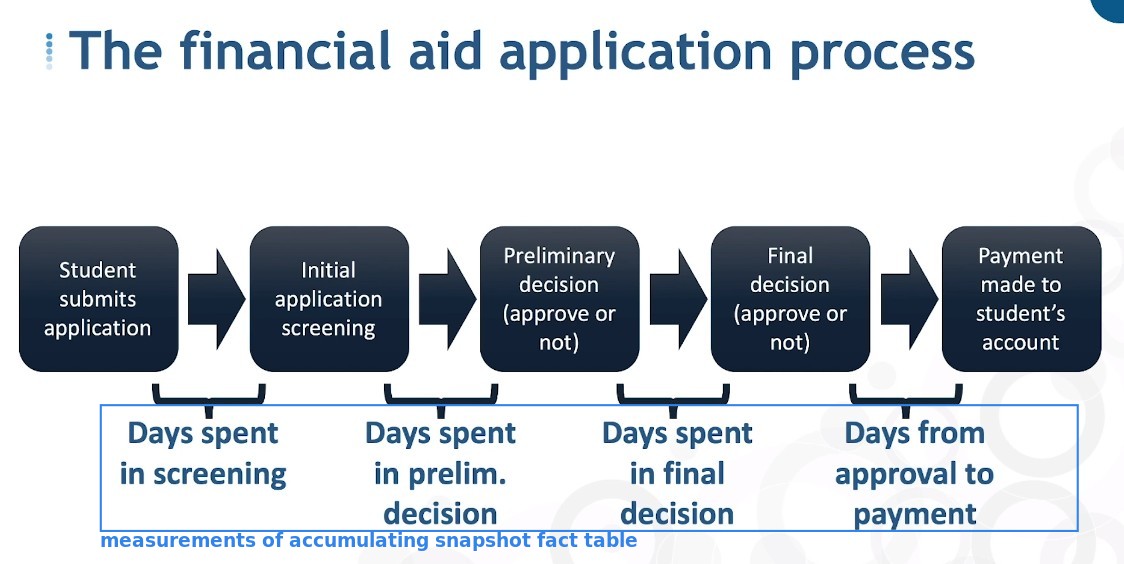 The financial aid application process
Student
submits
application
Initial
application
screening
Preliminary
decision
(approve or
not)
Final
decision
(approve or
not)
Payment
made to
student's
account
Days spent
in screening
Days spent
in prelim.
decision
Days spent
in final
decision
Days from
approval to
payment
measurements of accumulating snapshot fact table